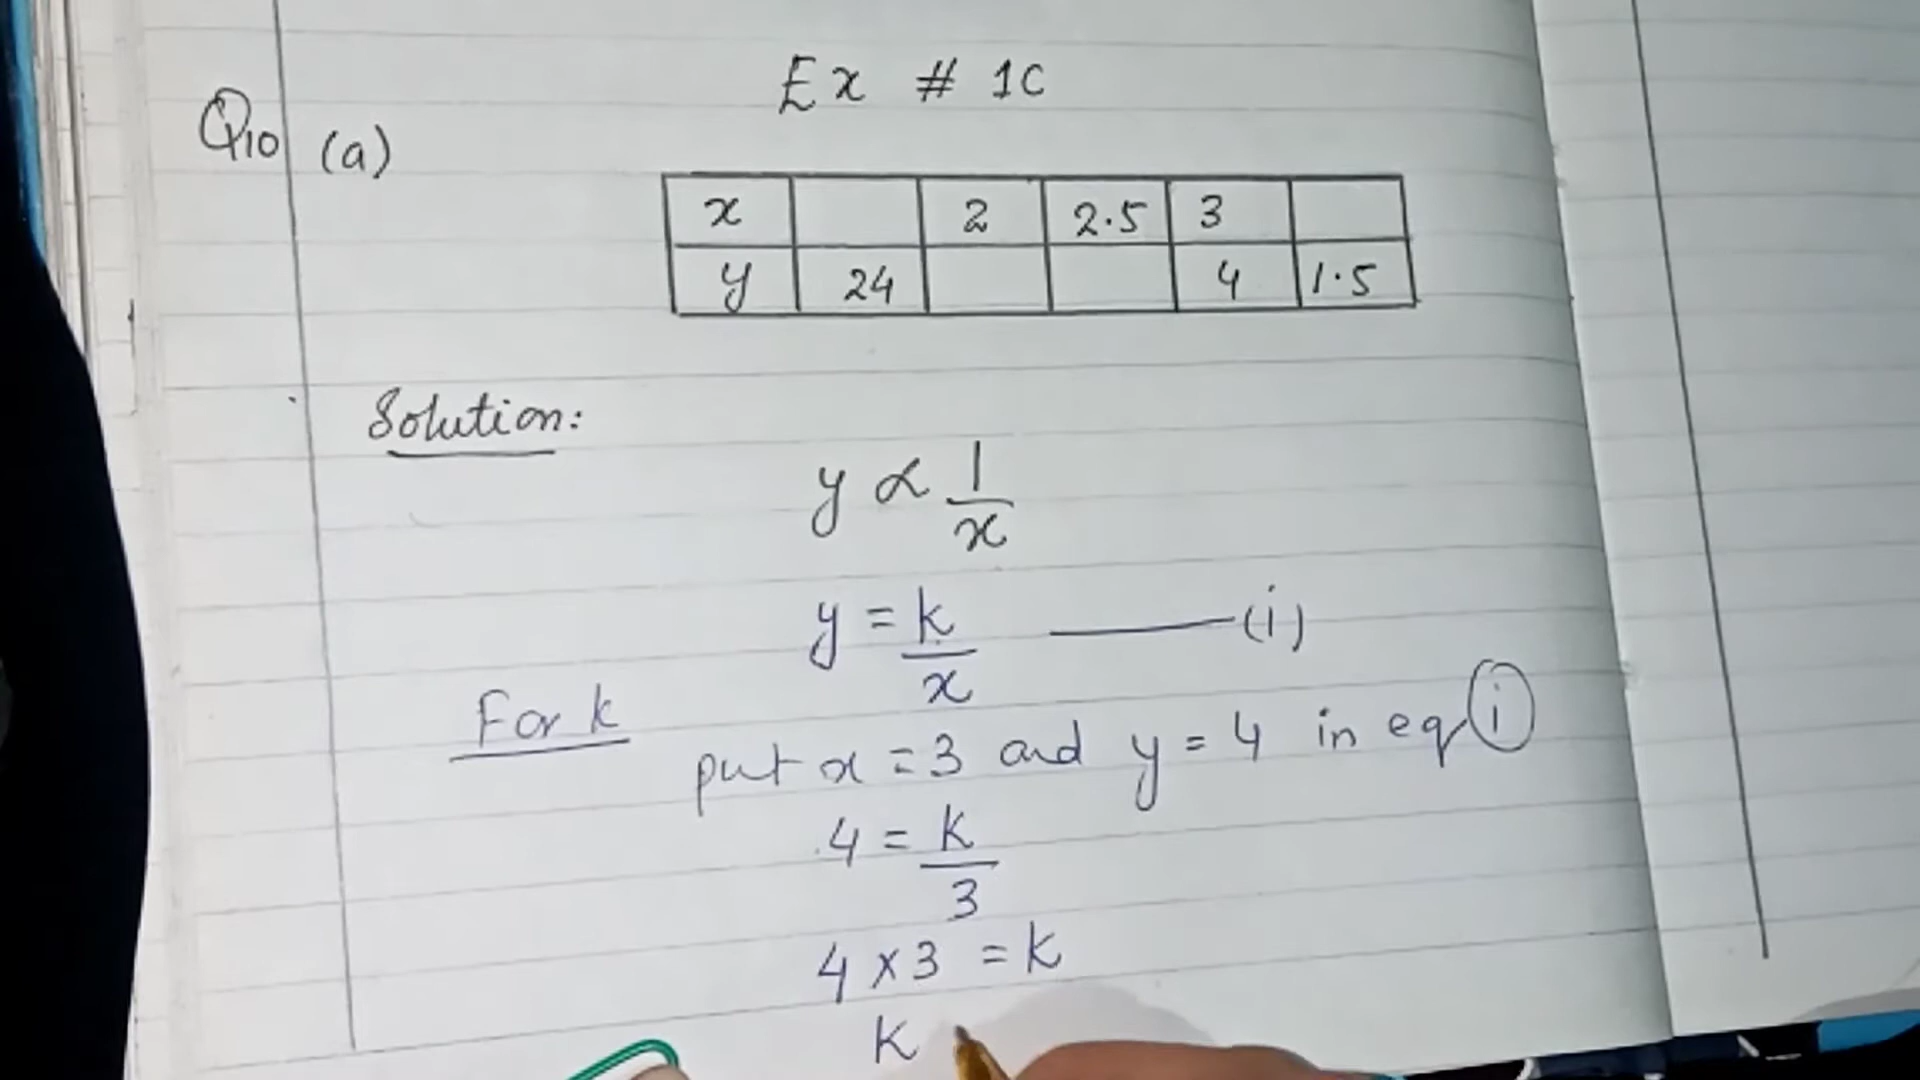 Ex # 1C
Q10 (a)
x 2 2.5 3
y 24 4 1.5
Solution:
y ∝ 1/x
y = k/x ——— (i)
For k
put x = 3 and y = 4 in eq (i)
4 = k/3
4 × 3 = k
k